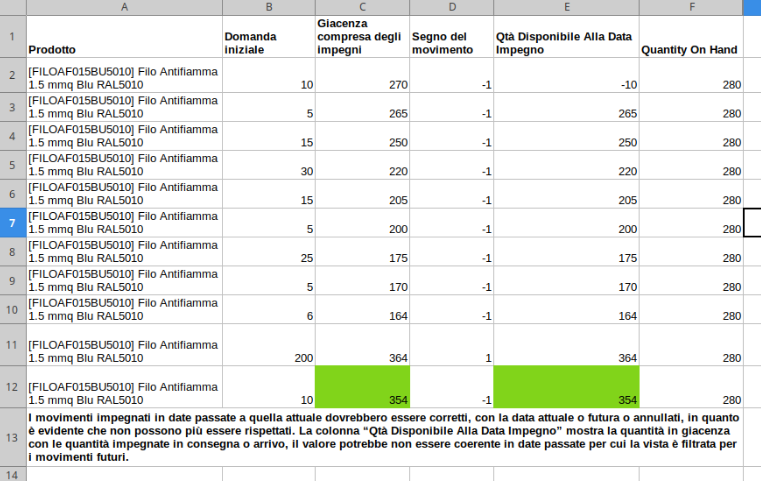 A B C D E F
1 Prodotto Domanda iniziale Giacenza compresa degli impegni Segno del movimento Qtà Disponibile Alla Data Impegno Quantity On Hand
2 [FILOAF015BU5010] Filo Antifiamma
1.5 mmq Blu RAL5010 10 270 -1 -10 280
3 [FILOAF015BU5010] Filo Antifiamma
1.5 mmq Blu RAL5010 5 265 -1 265 280
4 [FILOAF015BU5010] Filo Antifiamma
1.5 mmq Blu RAL5010 15 250 -1 250 280
5 [FILOAF015BU5010] Filo Antifiamma
1.5 mmq Blu RAL5010 30 220 -1 220 280
6 [FILOAF015BU5010] Filo Antifiamma
1.5 mmq Blu RAL5010 15 205 -1 205 280
7 [FILOAF015BU5010] Filo Antifiamma
1.5 mmq Blu RAL5010 5 200 -1 200 280
8 [FILOAF015BU5010] Filo Antifiamma
1.5 mmq Blu RAL5010 25 175 -1 175 280
9 [FILOAF015BU5010] Filo Antifiamma
1.5 mmq Blu RAL5010 5 170 -1 170 280
10 [FILOAF015BU5010] Filo Antifiamma
1.5 mmq Blu RAL5010 6 164 -1 164 280
11 [FILOAF015BU5010] Filo Antifiamma
1.5 mmq Blu RAL5010 200 364 1 364 280
12 [FILOAF015BU5010] Filo Antifiamma
1.5 mmq Blu RAL5010 10 354 -1 354 280
13 I movimenti impegnati in date passate a quella attuale dovrebbero essere corretti, con la data attuale o futura o annullati, in quanto
è evidente che non possono più essere rispettati. La colonna “Qtà Disponibile Alla Data Impegno” mostra la quantità in giacenza
con le quantità impegnate in consegna o arrivo, il valore potrebbe non essere coerente in date passate per cui la vista è filtrata per
i movimenti futuri.
14